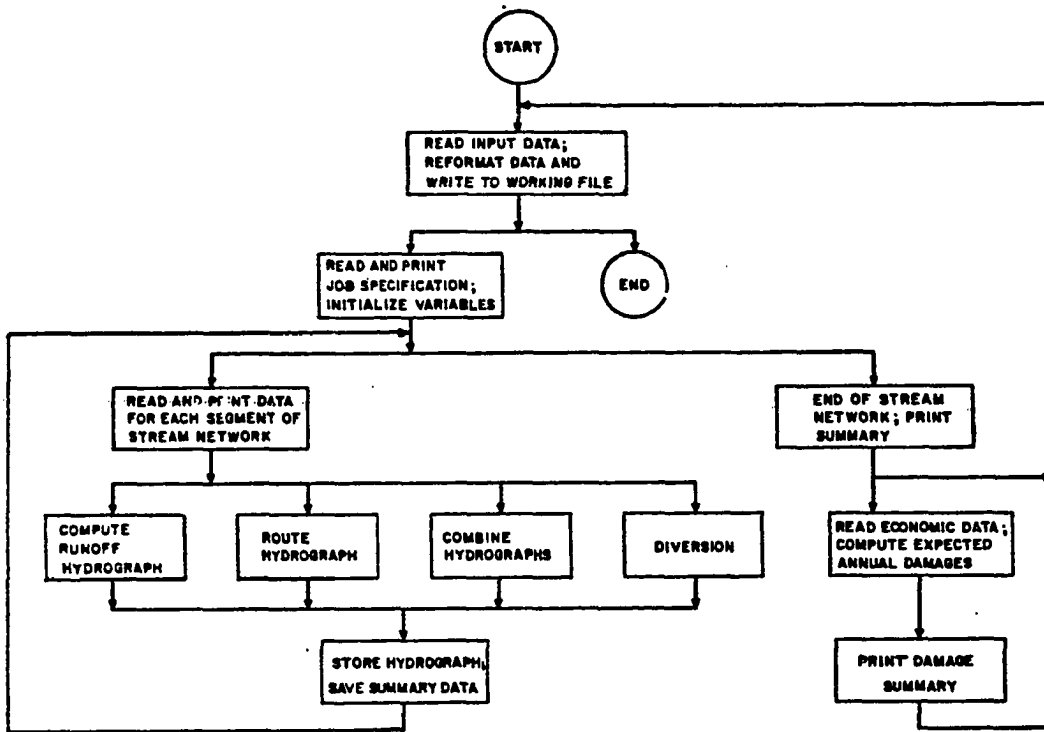 START
READ INPUT DATA;
REFORMAT DATA AND
WRITE TO WORKING FILE
READ AND PRINT
JOB SPECIFICATION;
INITIALIZE VARIABLES
END
READ AND PRINT DATA
FOR EACH SEGMENT OF
STREAM NETWORK
END OF STREAM
NETWORK; PRINT
SUMMARY
COMPUTE
RUNOFF
HYDROGRAPH
ROUTE
HYDROGRAPH
COMBINE
HYDROGRAPHS
DIVERSION
READ ECONOMIC DATA;
COMPUTE EXPECTED
ANNUAL DAMAGES
STORE HYDROGRAPH;
SAVE SUMMARY DATA
PRINT DAMAGE
SUMMARY